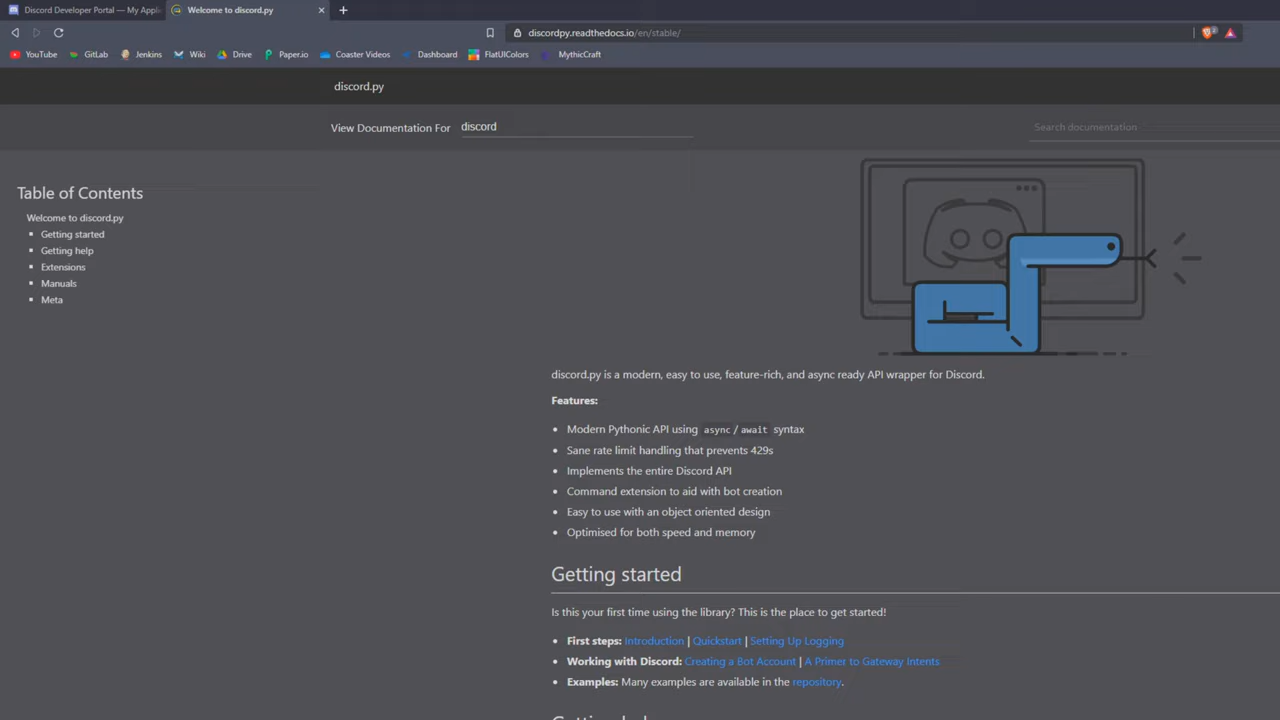 Discord Developer Portal — My Appl
Welcome to discord.py
discordpy.readthedocs.io/en/stable/
YouTube
GitLab
Jenkins
Wiki
Drive
Paper.io
Coaster Videos
Dashboard
FlatUIColors
MythicCraft
discord.py
View Documentation For
discord
Search documentation
Table of Contents
Welcome to discord.py
Getting started
Getting help
Extensions
Manuals
Meta
discord.py is a modern, easy to use, feature-rich, and async ready API wrapper for Discord.
Features:
Modern Pythonic API using async / await syntax
Sane rate limit handling that prevents 429s
Implements the entire Discord API
Command extension to aid with bot creation
Easy to use with an object oriented design
Optimised for both speed and memory
Getting started
Is this your first time using the library? This is the place to get started!
First steps: Introduction | Quickstart | Setting Up Logging
Working with Discord: Creating a Bot Account | A Primer to Gateway Intents
Examples: Many examples are available in the repository.